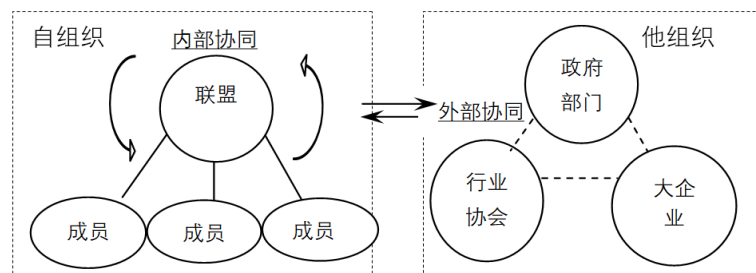 自组织
内部协同
联盟
成员
成员
成员
他组织
政府
部门
外部协同
行业
协会
大企
业